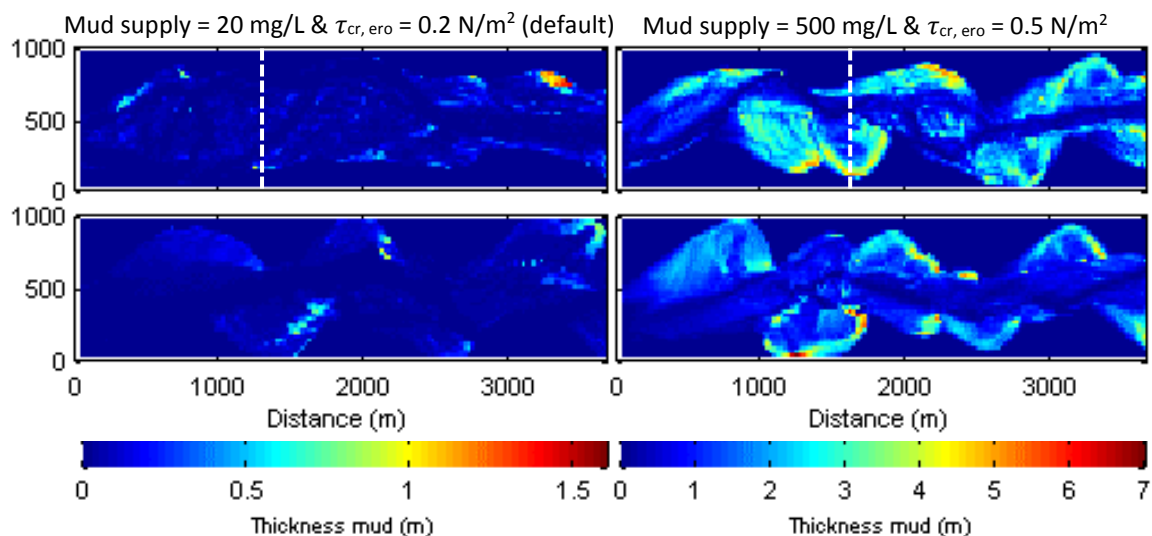 Mud supply = 20 mg/L & τcr, ero = 0.2 N/m² (default)
Mud supply = 500 mg/L & τcr, ero = 0.5 N/m²
1000
500
0
1000
500
0
0 1000 2000 3000
0 1000 2000 3000
Distance (m)
Distance (m)
0 0.5 1 1.5
0 1 2 3 4 5 6 7
Thickness mud (m)
Thickness mud (m)